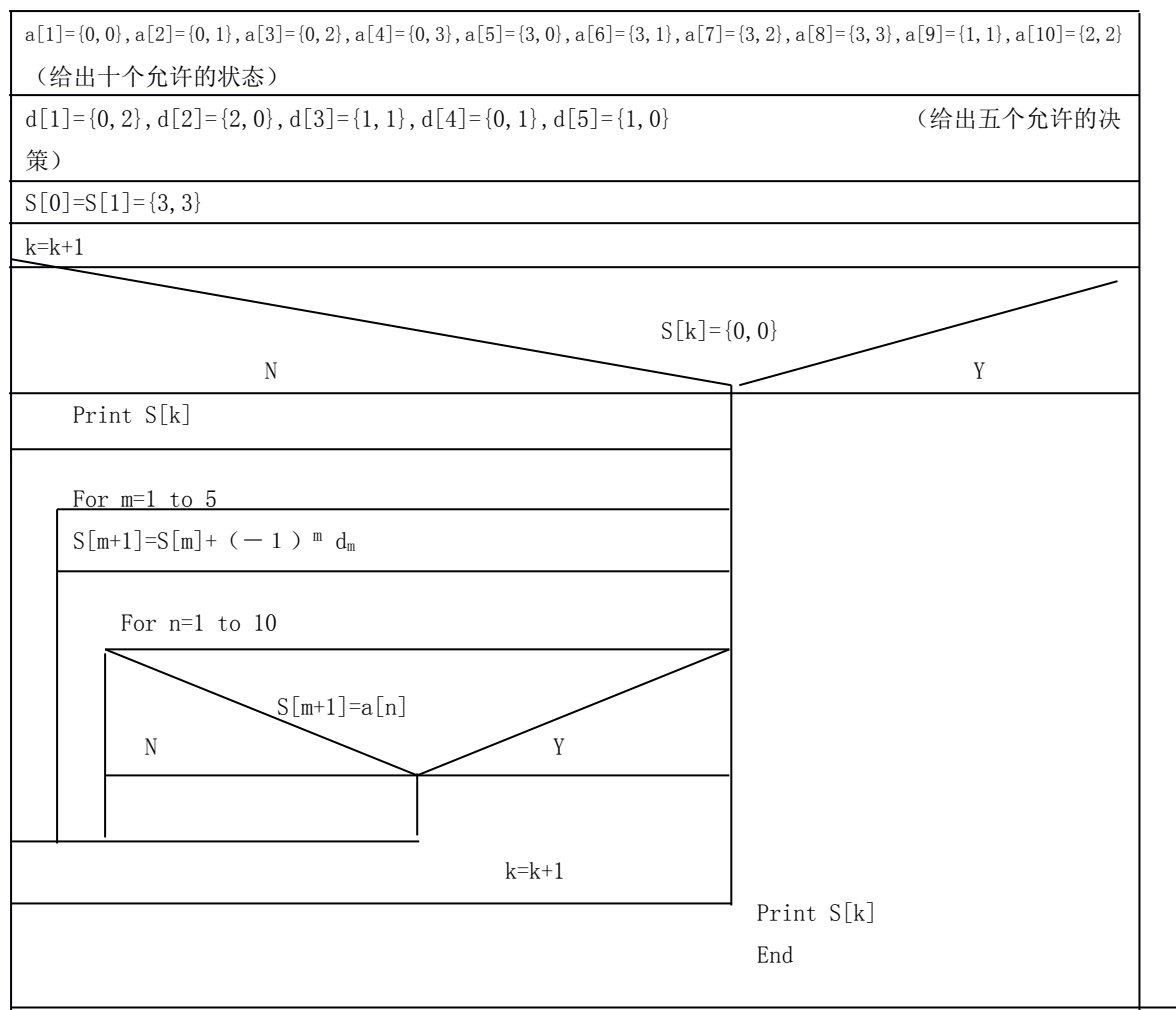 a[1]={0,0},a[2]={0,1},a[3]={0,2},a[4]={0,3},a[5]={3,0},a[6]={3,1},a[7]={3,2},a[8]={3,3},a[9]={1,1},a[10]={2,2}
（给出十个允许的状态）
d[1]={0,2},d[2]={2,0},d[3]={1,1},d[4]={0,1},d[5]={1,0} （给出五个允许的决
策）
S[0]=S[1]={3,3}
k=k+1
S[k]={0,0}
N Y
Print S[k]
For m=1 to 5
S[m+1]=S[m]+（－１）ᵐ dₘ
For n=1 to 10
S[m+1]=a[n]
N Y
k=k+1
Print S[k]
End